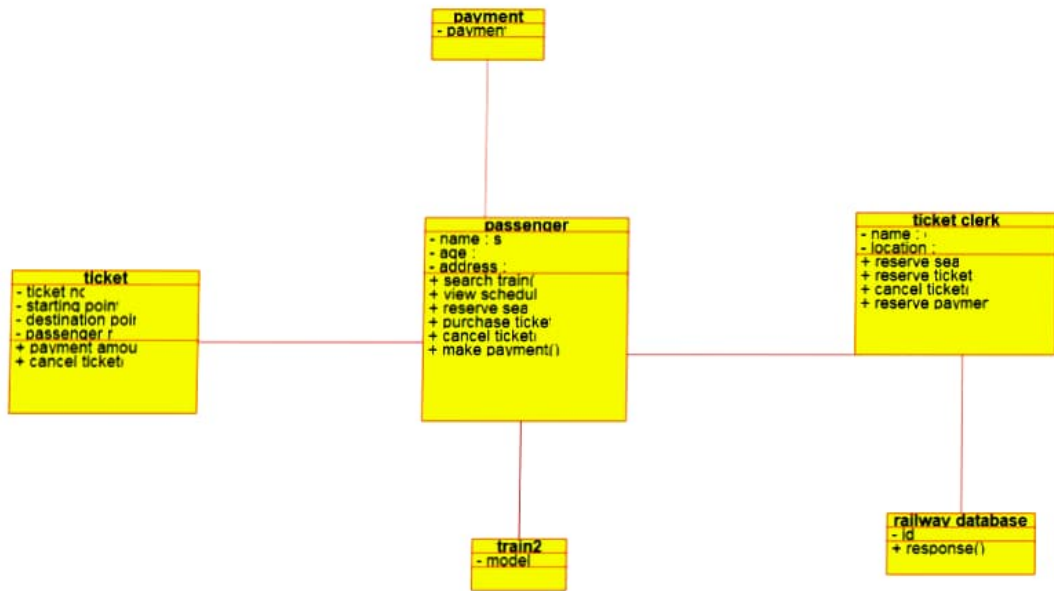 payment
- paymen
passenger
- name : s
- age :
- address :
+ search train(
+ view schedul
+ reserve sea
+ purchase ticke
+ cancel ticket(
+ make payment()
ticket clerk
- name :
- location :
+ reserve sea
+ reserve ticket
+ cancel ticket(
+ reserve paymen
ticket
- ticket no
- starting point
- destination poin
- passenger
+ payment amou
+ cancel ticket(
train2
- model
railway database
- id
+ response()